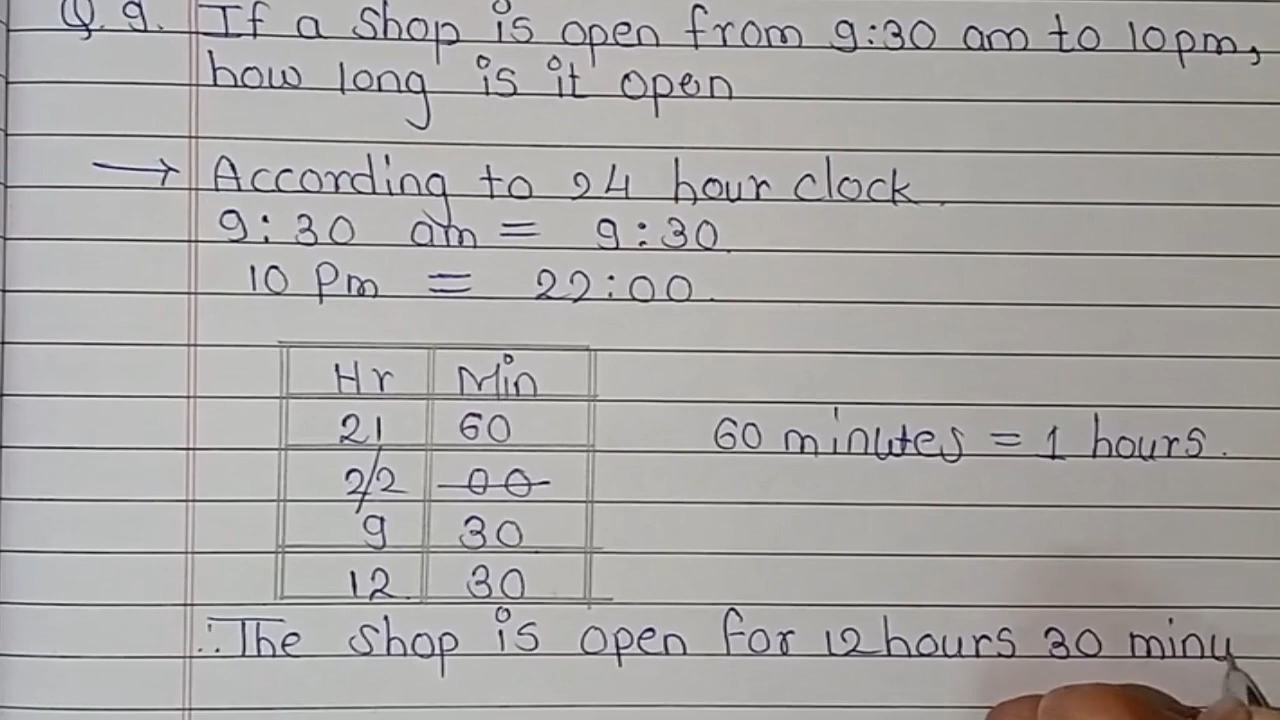 Q.9. If a shop is open from 9:30 am to 10pm,
how long is it open
→ According to 24 hour clock.
9:30 am = 9:30.
10 Pm = 22:00.
Hr Min
21 60 60 minutes = 1 hours.
22 00
9 30
12 30
∴ The shop is open for 12 hours 30 minu